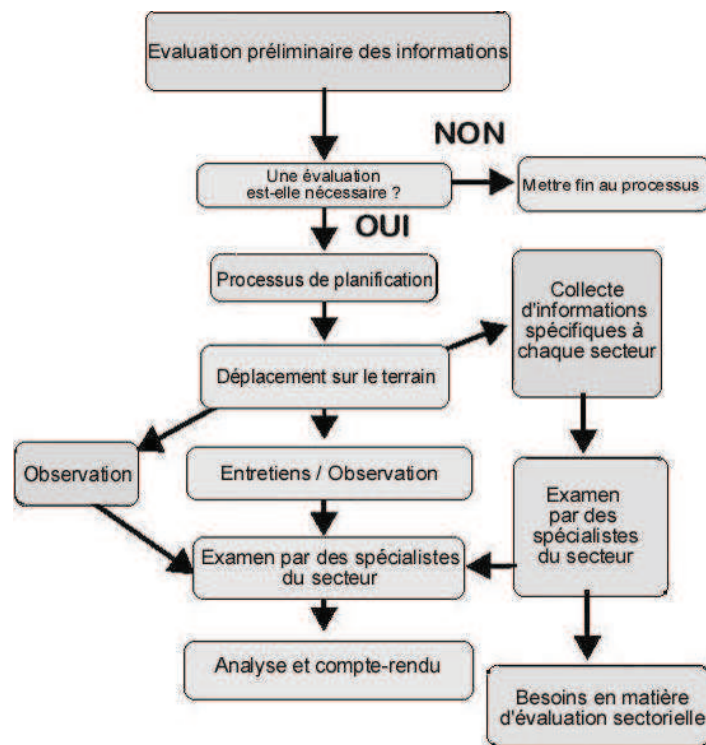 Evaluation préliminaire des informations
NON
Une évaluation
est-elle nécessaire ?
Mettre fin au processus
OUI
Processus de planification
Collecte
d'informations
spécifiques à
chaque secteur
Déplacement sur le terrain
Observation
Entretiens / Observation
Examen
par des
spécialistes
du secteur
Examen par des spécialistes
du secteur
Analyse et compte-rendu
Besoins en matière
d'évaluation sectorielle